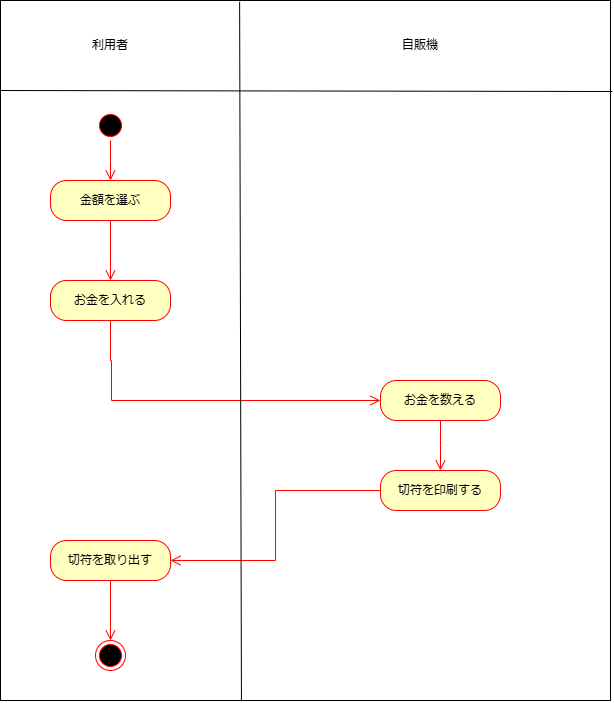 利用者
自販機
金額を選ぶ
お金を入れる
お金を数える
切符を印刷する
切符を取り出す